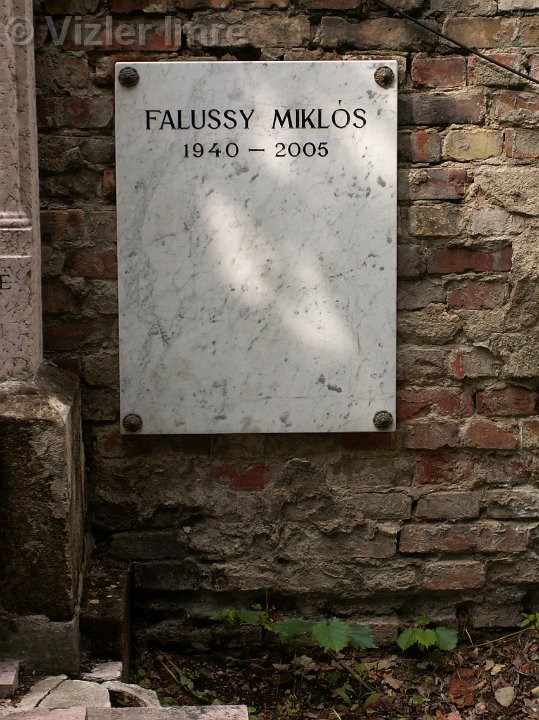 © Vizler Imre
FALUSSY MIKLÓS
1940 – 2005
É